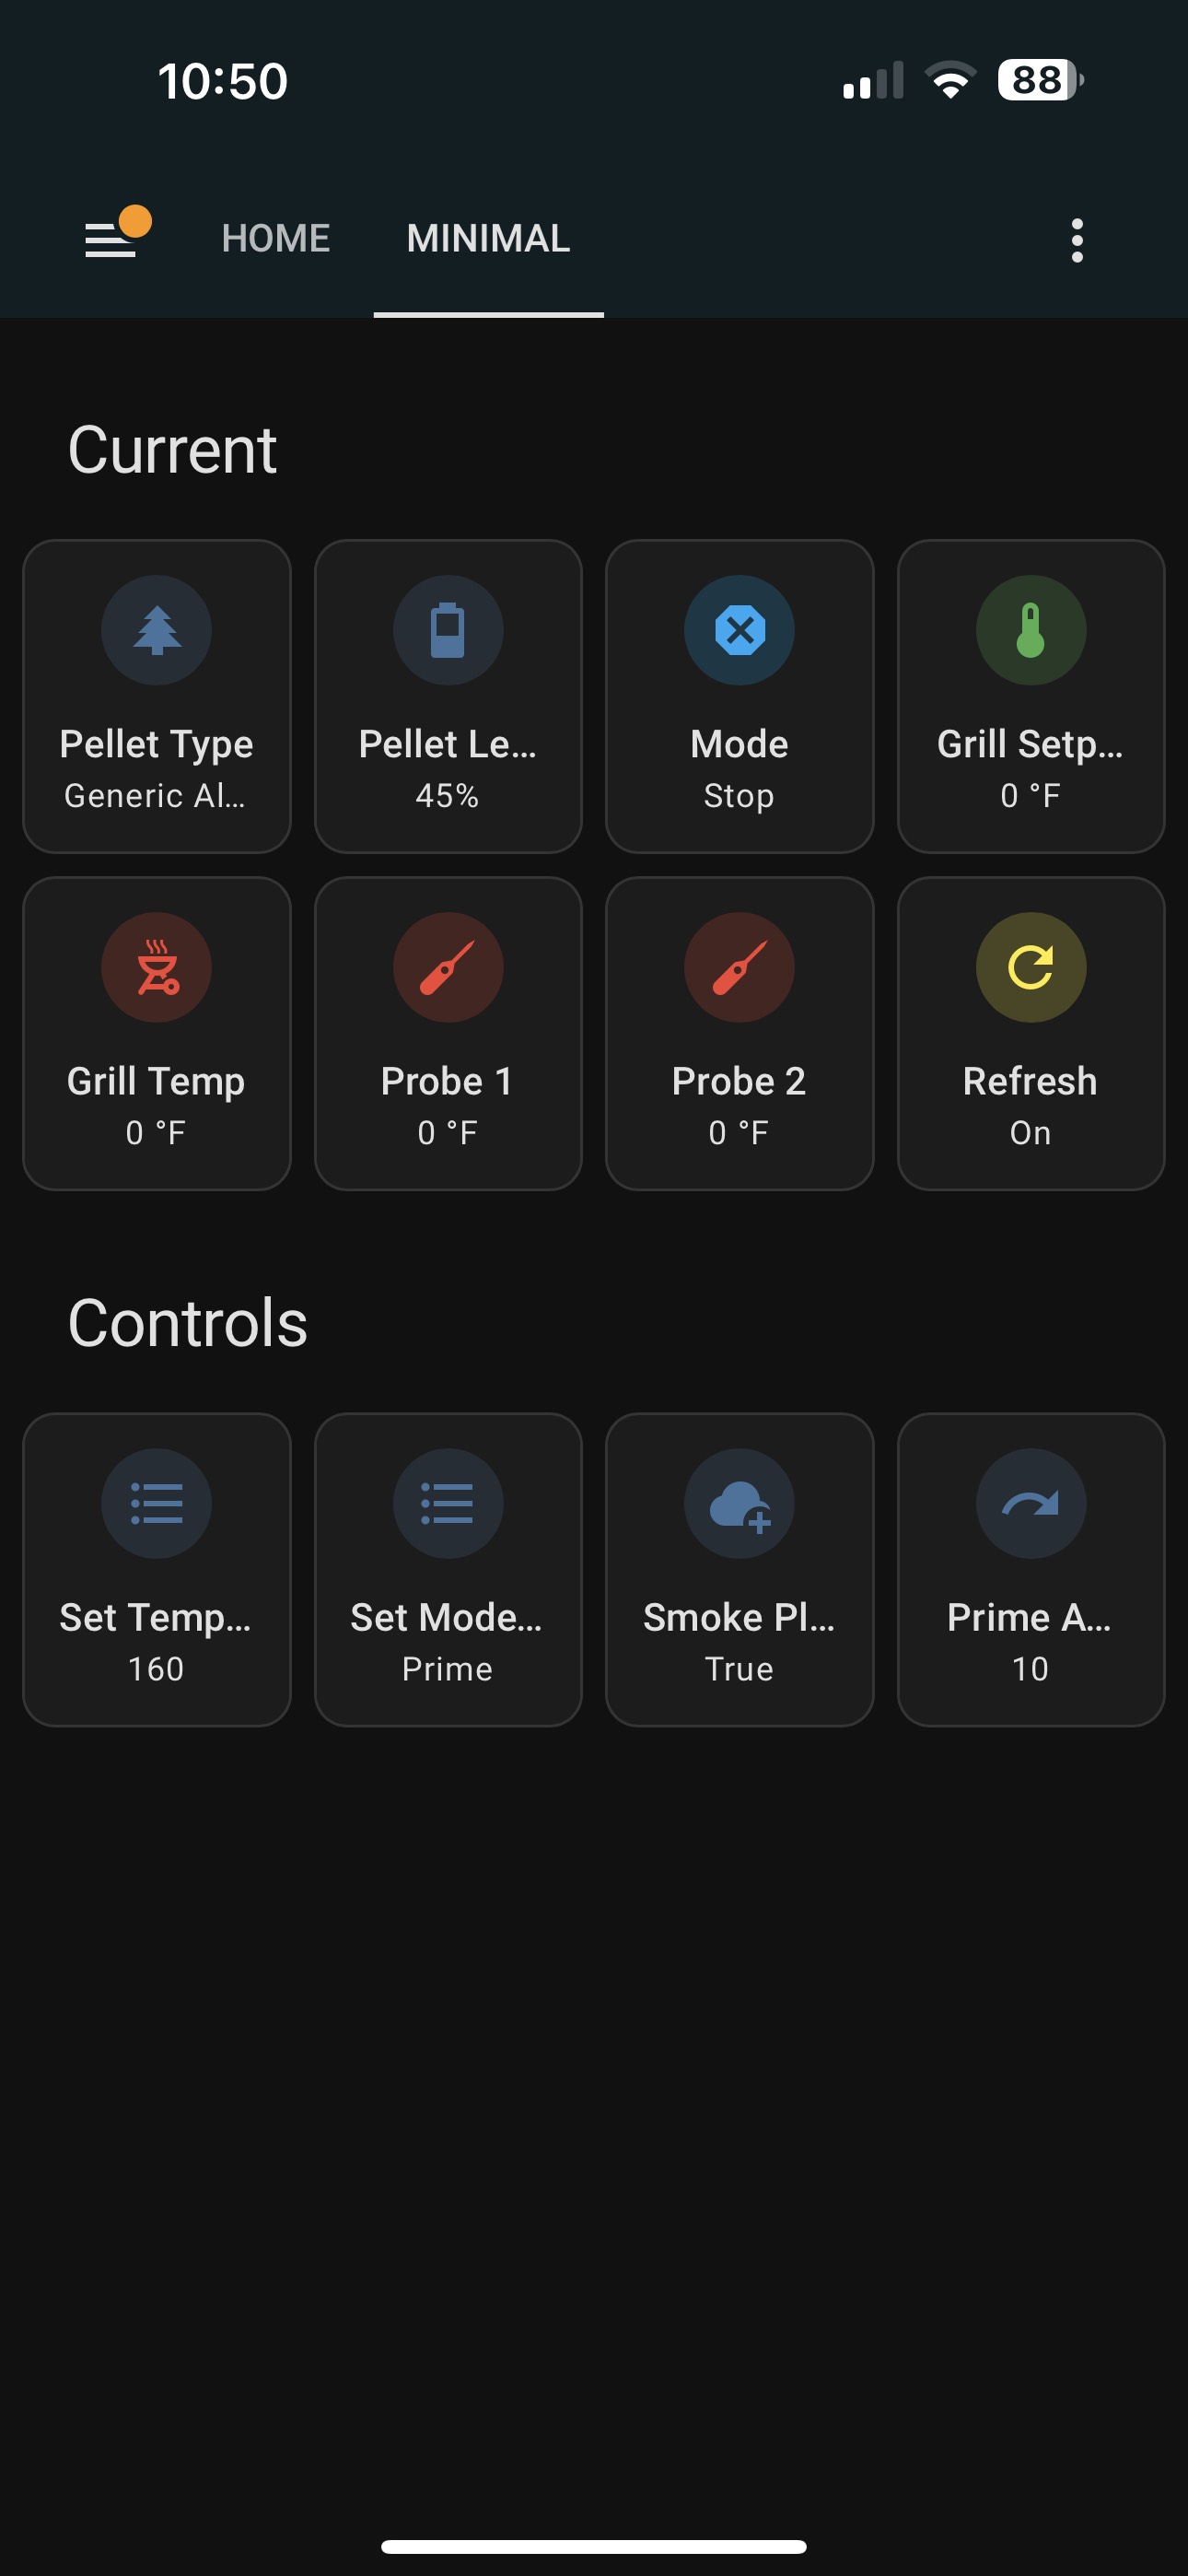 10:50
88
HOME MINIMAL
Current
Pellet Type Pellet Le... Mode Grill Setp...
Generic Al... 45% Stop 0 °F
Grill Temp Probe 1 Probe 2 Refresh
0 °F 0 °F 0 °F On
Controls
Set Temp... Set Mode... Smoke Pl... Prime A...
160 Prime True 10